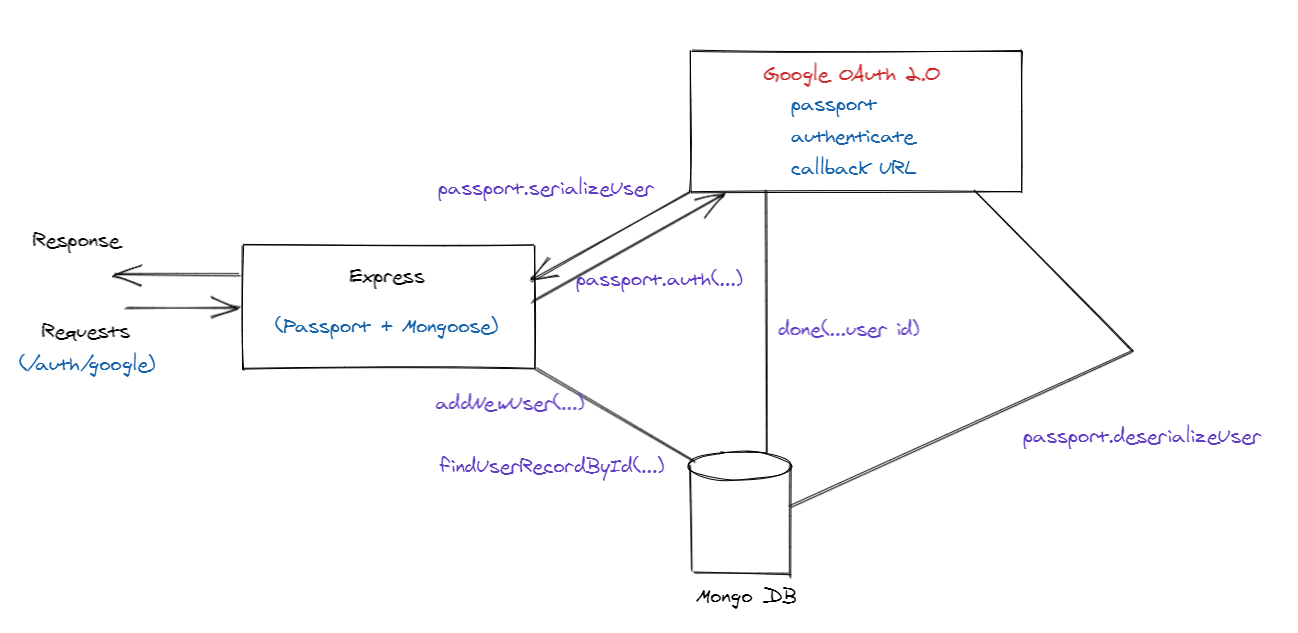 Google OAuth 2.0
passport
authenticate
callback URL
passport.serializeUser
Response
Express
passport.auth(...)
(Passport + Mongoose)
Requests
(/auth/google)
done(...user id)
addNewUser(...)
findUserRecordById(...)
passport.deserializeUser
Mongo DB